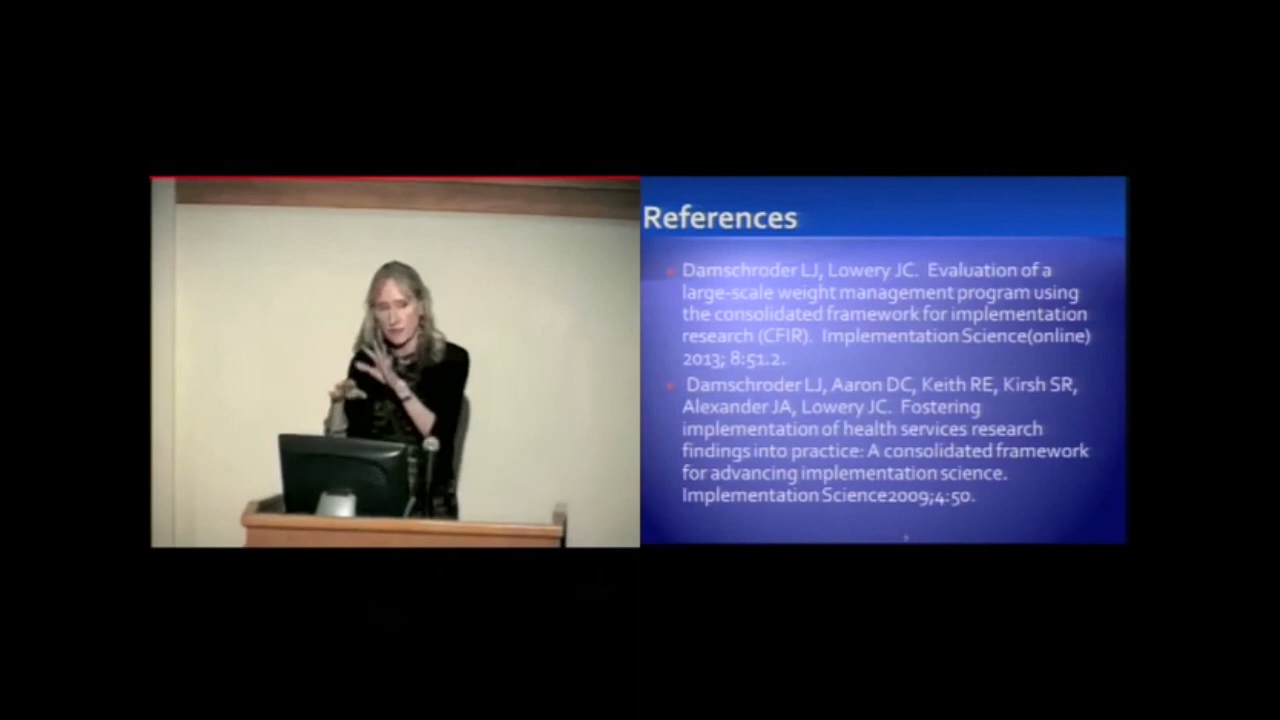 References
Damschroder LJ, Lowery JC. Evaluation of a
large-scale weight management program using
the consolidated framework for implementation
research (CFIR). Implementation Science(online)
2013; 8:51.2.
Damschroder LJ, Aaron DC, Keith RE, Kirsh SR,
Alexander JA, Lowery JC. Fostering
implementation of health services research
findings into practice: A consolidated framework
for advancing implementation science.
Implementation Science2009;4:50.